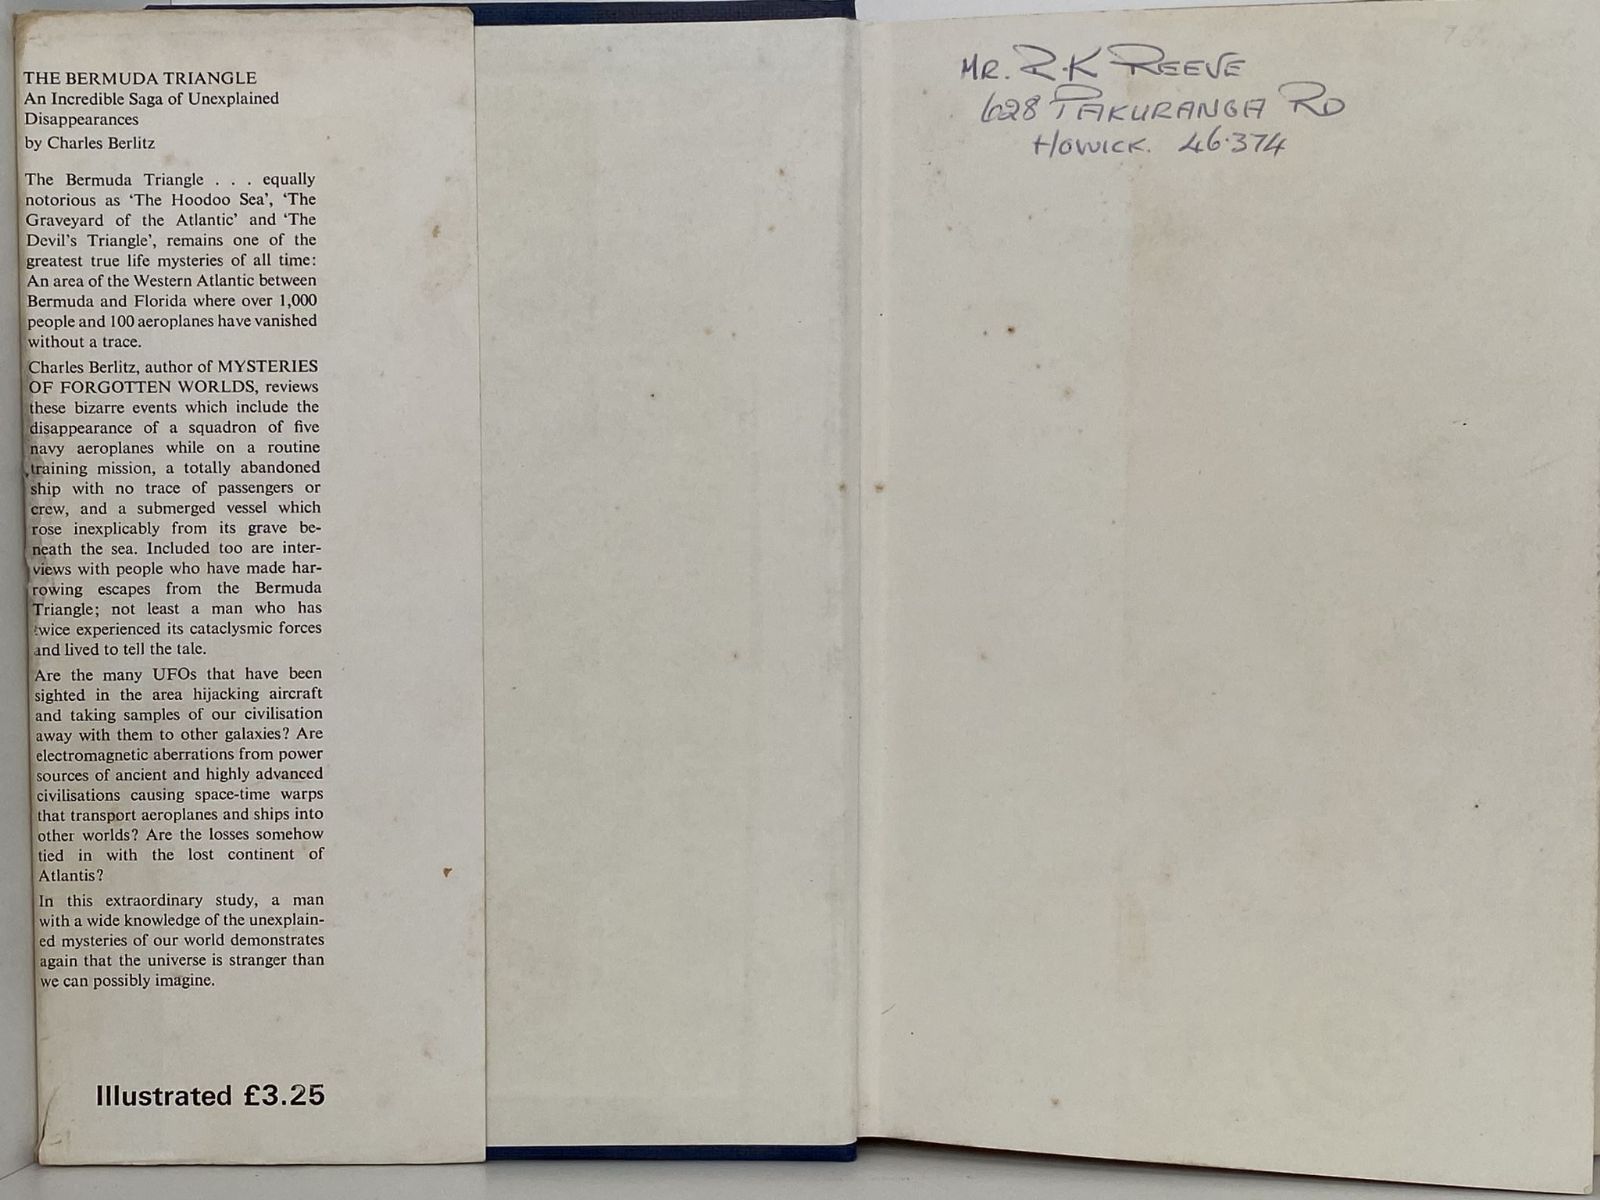 THE BERMUDA TRIANGLE
An Incredible Saga of Unexplained
Disappearances
by Charles Berlitz
The Bermuda Triangle . . . equally
notorious as ‘The Hoodoo Sea’, ‘The
Graveyard of the Atlantic’ and ‘The
Devil’s Triangle’, remains one of the
greatest true life mysteries of all time:
An area of the Western Atlantic between
Bermuda and Florida where over 1,000
people and 100 aeroplanes have vanished
without a trace.
Charles Berlitz, author of MYSTERIES
OF FORGOTTEN WORLDS, reviews
these bizarre events which include the
disappearance of a squadron of five
navy aeroplanes while on a routine
training mission, a totally abandoned
ship with no trace of passengers or
crew, and a submerged vessel which
rose inexplicably from its grave be-
neath the sea. Included too are inter-
views with people who have made har-
rowing escapes from the Bermuda
Triangle; not least a man who has
twice experienced its cataclysmic forces
and lived to tell the tale.
Are the many UFOs that have been
sighted in the area hijacking aircraft
and taking samples of our civilisation
away with them to other galaxies? Are
electromagnetic aberrations from power
sources of ancient and highly advanced
civilisations causing space-time warps
that transport aeroplanes and ships into
other worlds? Are the losses somehow
tied in with the lost continent of
Atlantis?
In this extraordinary study, a man
with a wide knowledge of the unexplain-
ed mysteries of our world demonstrates
again that the universe is stranger than
we can possibly imagine.
Illustrated £3.25
MR. R.K REEVE
628 PAKURANGA RD
HOWICK. 46.374